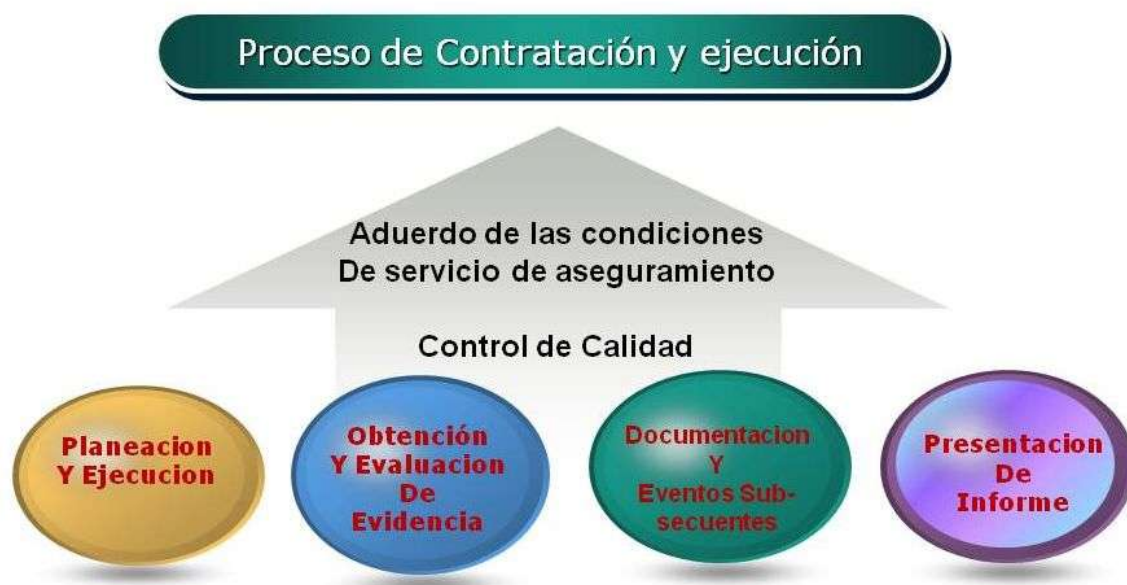 Proceso de Contratación y ejecución
Aduerdo de las condiciones
De servicio de aseguramiento
Control de Calidad
Planeacion
Y Ejecucion
Obtención
Y Evaluacion
De
Evidencia
Documentacion
Y
Eventos Sub-
secuentes
Presentacion
De
Informe